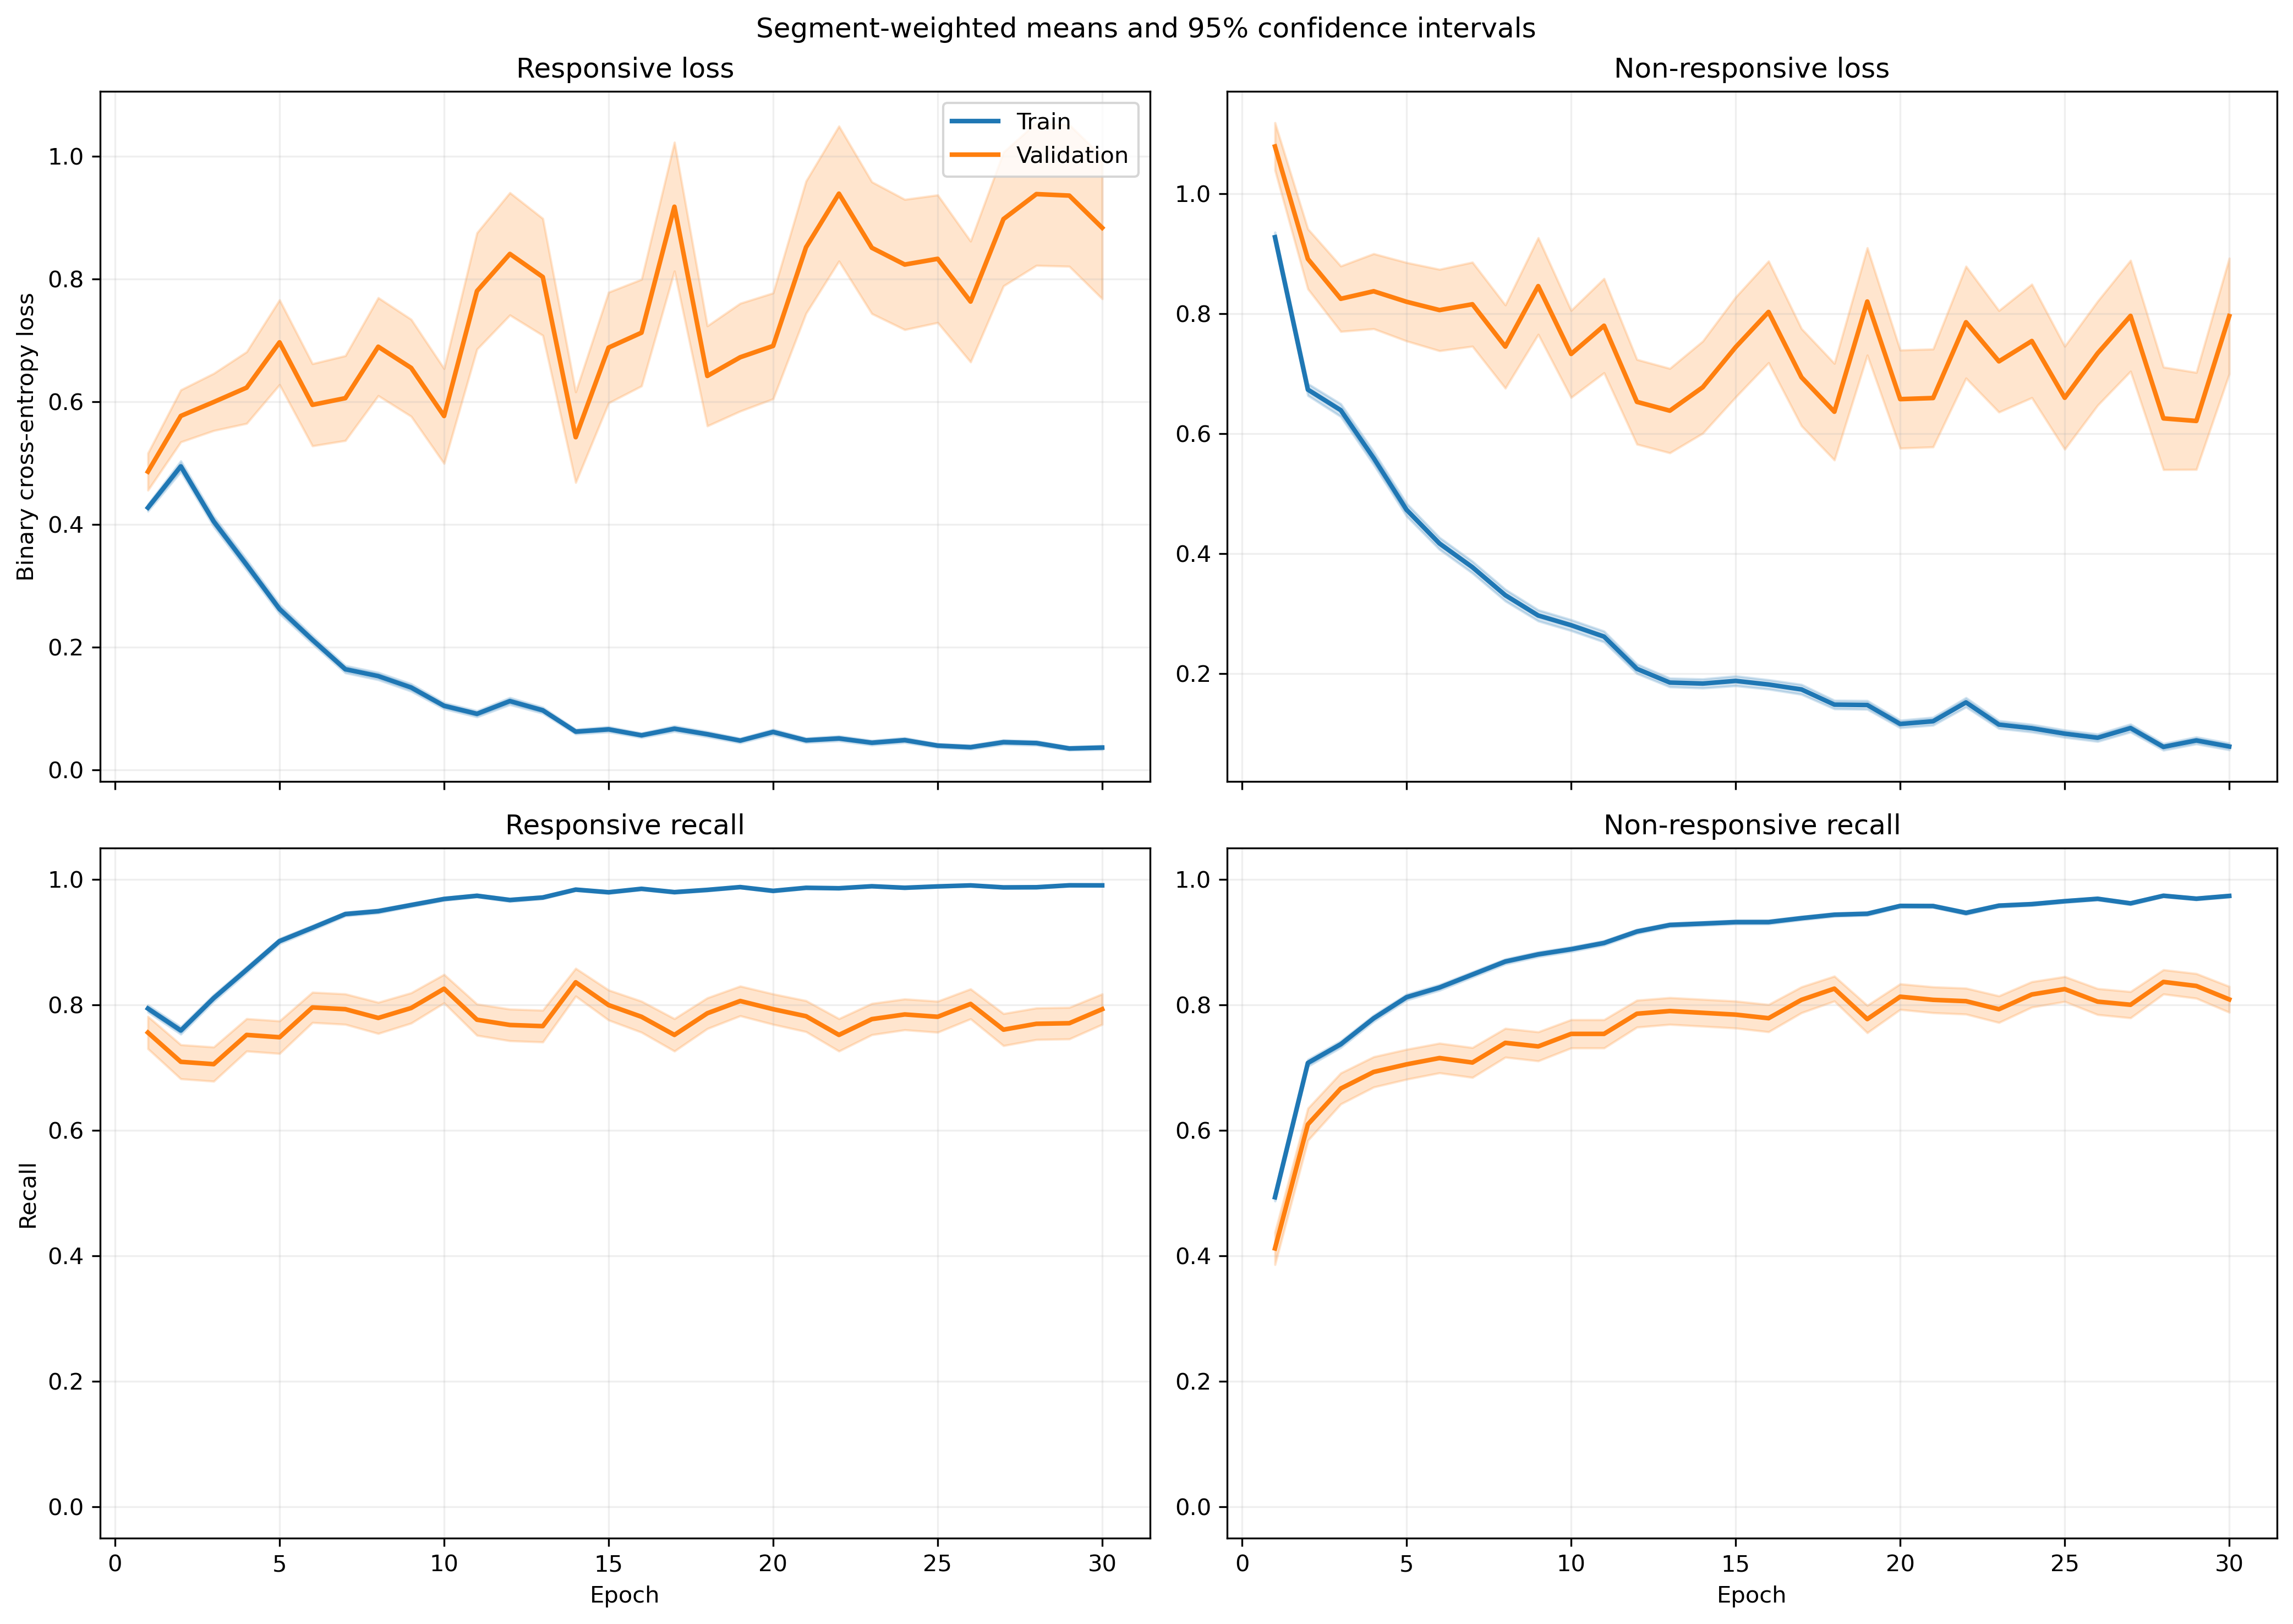 Segment-weighted means and 95% confidence intervals
Responsive loss
Non-responsive loss
Train
Validation
Binary cross-entropy loss
1.0
0.8
0.6
0.4
0.2
0.0
1.0
0.8
0.6
0.4
0.2
Responsive recall
Non-responsive recall
Recall
1.0
0.8
0.6
0.4
0.2
0.0
0 5 10 15 20 25 30
Epoch
1.0
0.8
0.6
0.4
0.2
0.0
0 5 10 15 20 25 30
Epoch